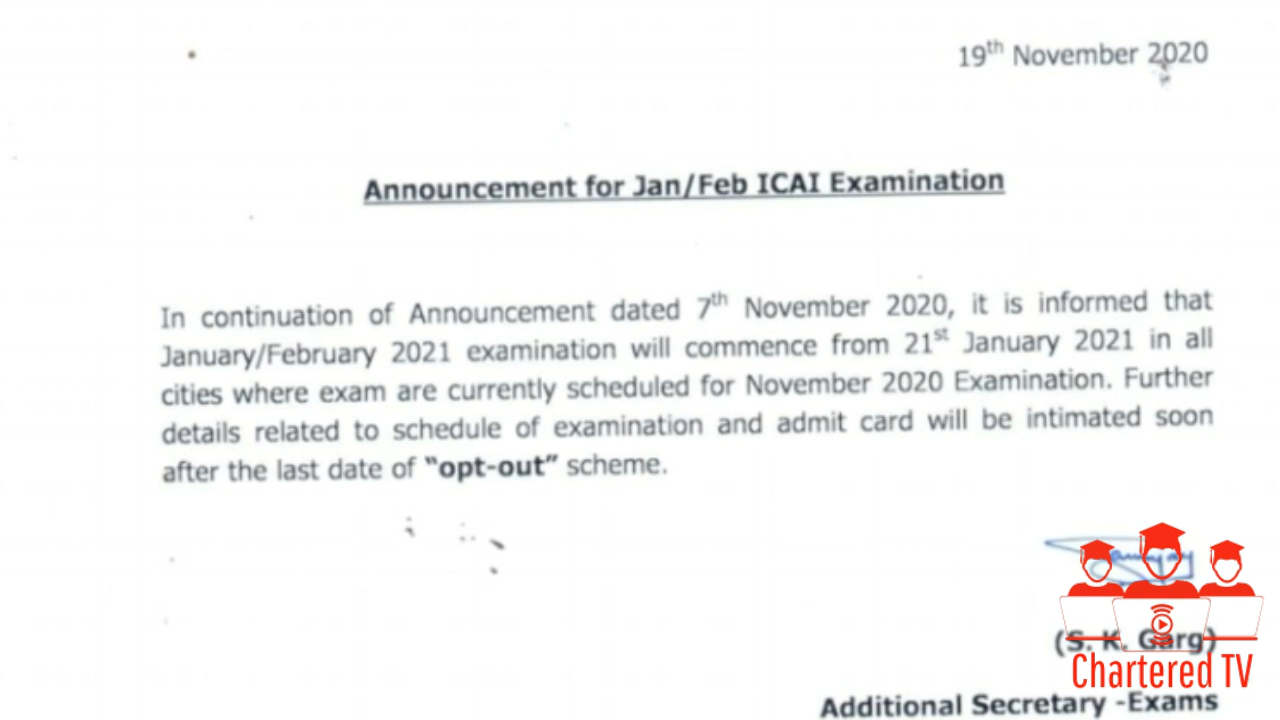 19th November 2020
Announcement for Jan/Feb ICAI Examination
In continuation of Announcement dated 7th November 2020, it is informed that
January/February 2021 examination will commence from 21st January 2021 in all
cities where exam are currently scheduled for November 2020 Examination. Further
details related to schedule of examination and admit card will be intimated soon
after the last date of “opt-out” scheme.
(S. K. Garg)
Chartered TV
Additional Secretary -Exams